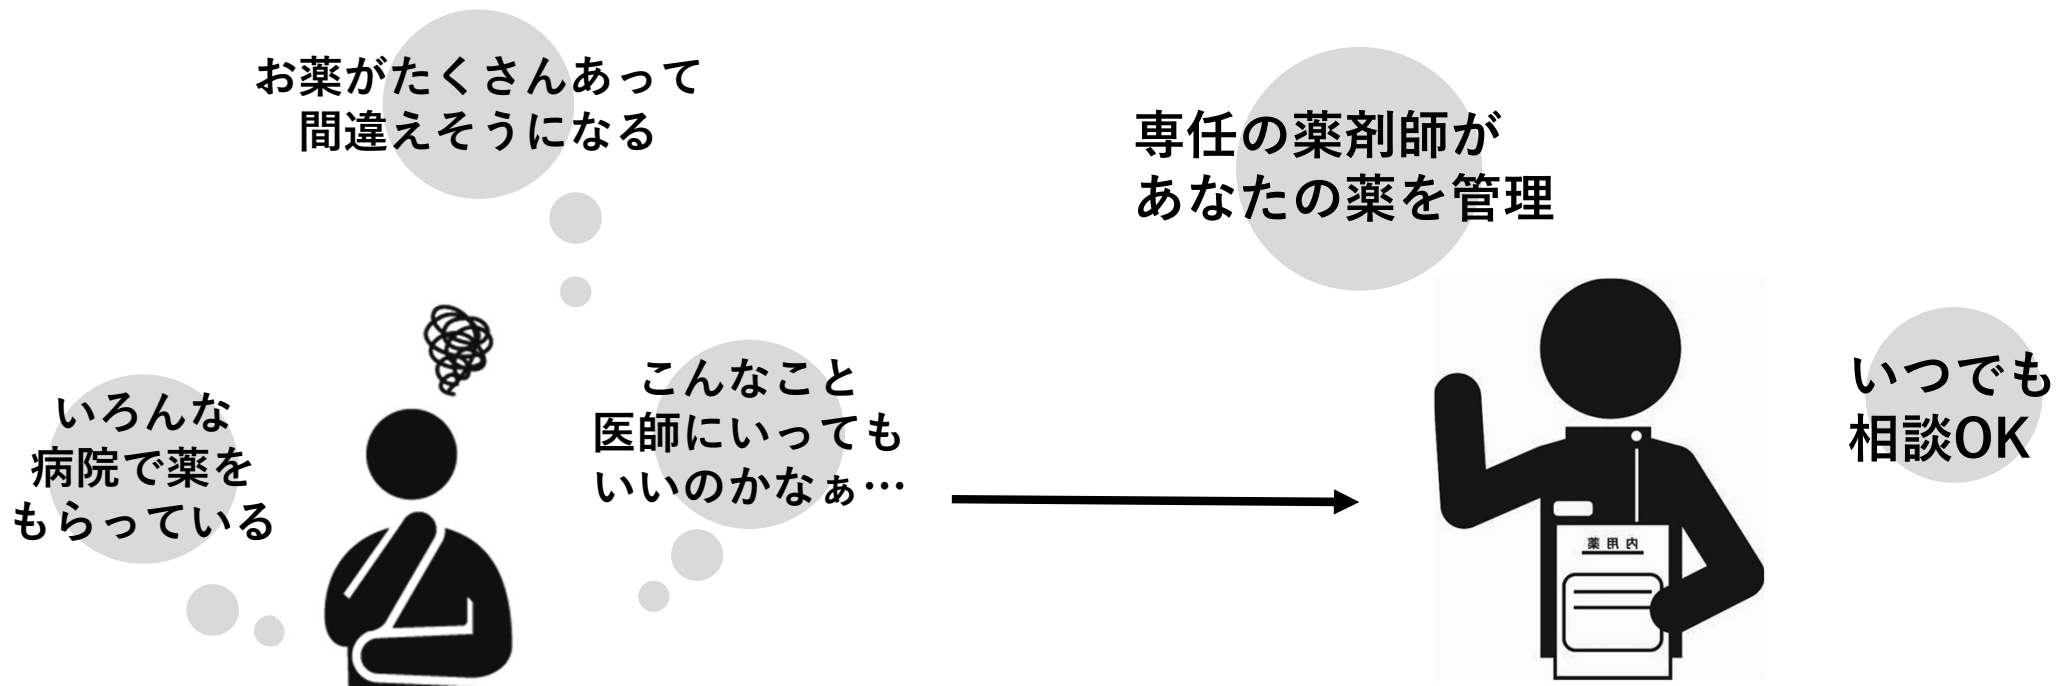 お薬がたくさんあって
間違えそうになる
いろんな
病院で薬を
もらっている
こんなこと
医師にいっても
いいのかなぁ…
専任の薬剤師が
あなたの薬を管理
いつでも
相談OK
内用薬